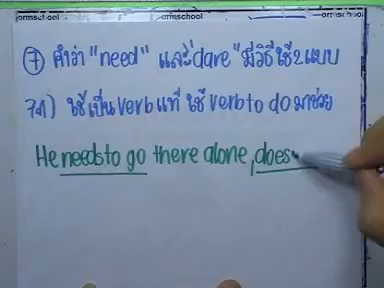 ormschool ormschool ormschool
⑦ คำว่า "need" และ "dare" มีวิธีใช้ 2 แบบ
7.1) ใช้เป็น verb แท้ ใช้ verb to do มาช่วย
He needs to go there alone, does